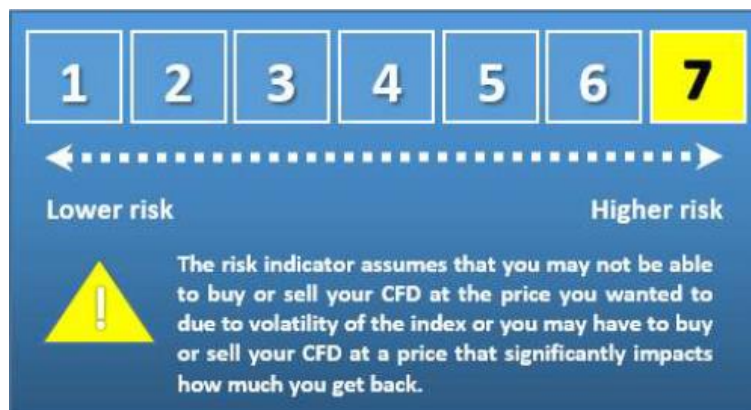 1 2 3 4 5 6 7
Lower risk Higher risk
!
The risk indicator assumes that you may not be able
to buy or sell your CFD at the price you wanted to
due to volatility of the index or you may have to buy
or sell your CFD at a price that significantly impacts
how much you get back.